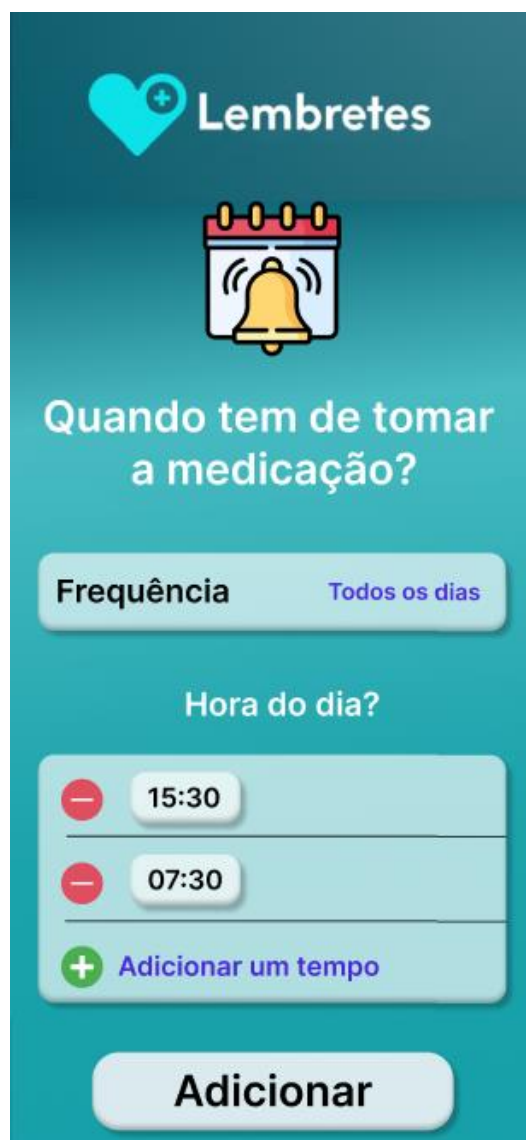 Lembretes
Quando tem de tomar
a medicação?
Frequência Todos os dias
Hora do dia?
15:30
07:30
Adicionar um tempo
Adicionar